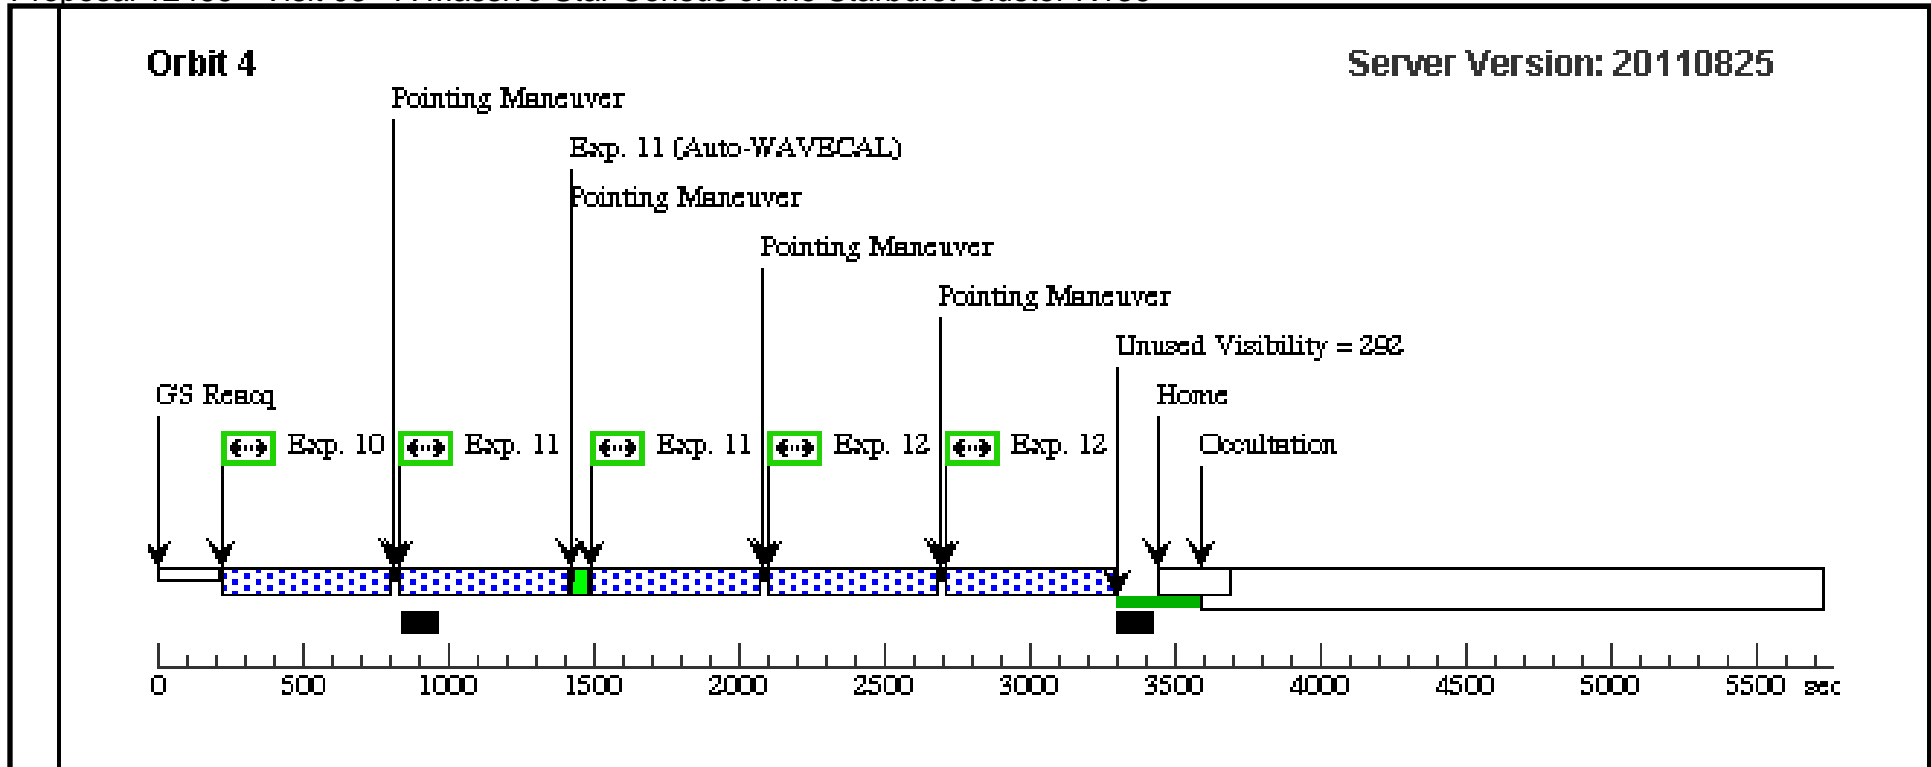 Orbit 4
Server Version: 20110825
Pointing Maneuver
Exp. 11 (Auto-WAVECAL)
Pointing Maneuver
Pointing Maneuver
Pointing Maneuver
Unused Visibility = 292
GS Reacq
Home
Exp. 10
Exp. 11
Exp. 11
Exp. 12
Exp. 12
Occultation
0 500 1000 1500 2000 2500 3000 3500 4000 4500 5000 5500 sec